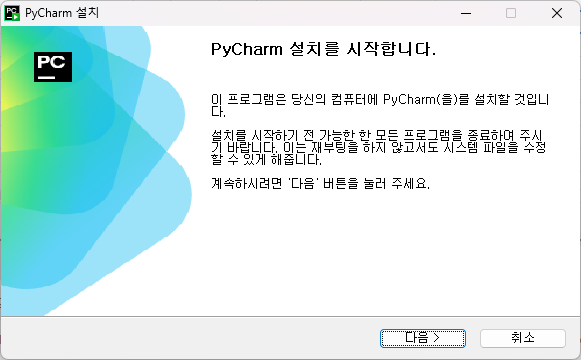 PyCharm 설치
PC
PyCharm 설치를 시작합니다.
이 프로그램은 당신의 컴퓨터에 PyCharm(을)를 설치할 것입니
다.
설치를 시작하기 전 가능한 한 모든 프로그램을 종료하여 주시
기 바랍니다. 이는 재부팅을 하지 않고서도 시스템 파일을 수정
할 수 있게 해줍니다.
계속하시려면 '다음' 버튼을 눌러 주세요.
다음 >
취소